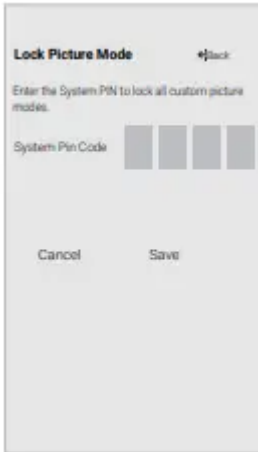 Lock Picture Mode Back
Enter the System PIN to lock all custom picture
modes.
System Pin Code
Cancel Save